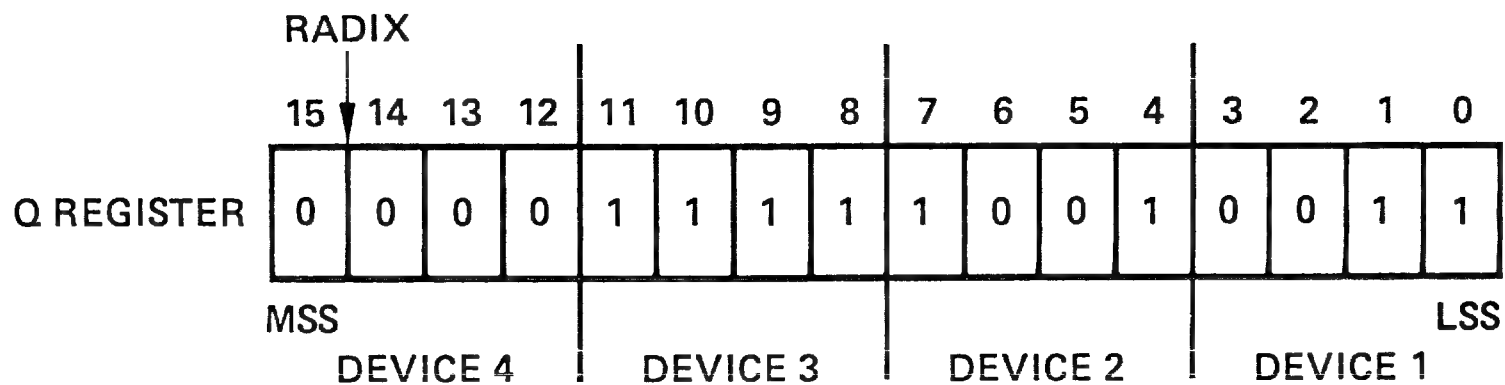 RADIX
15 14 13 12 11 10 9 8 7 6 5 4 3 2 1 0
Q REGISTER 0 0 0 0 1 1 1 1 1 0 0 1 0 0 1 1
MSS LSS
DEVICE 4 DEVICE 3 DEVICE 2 DEVICE 1